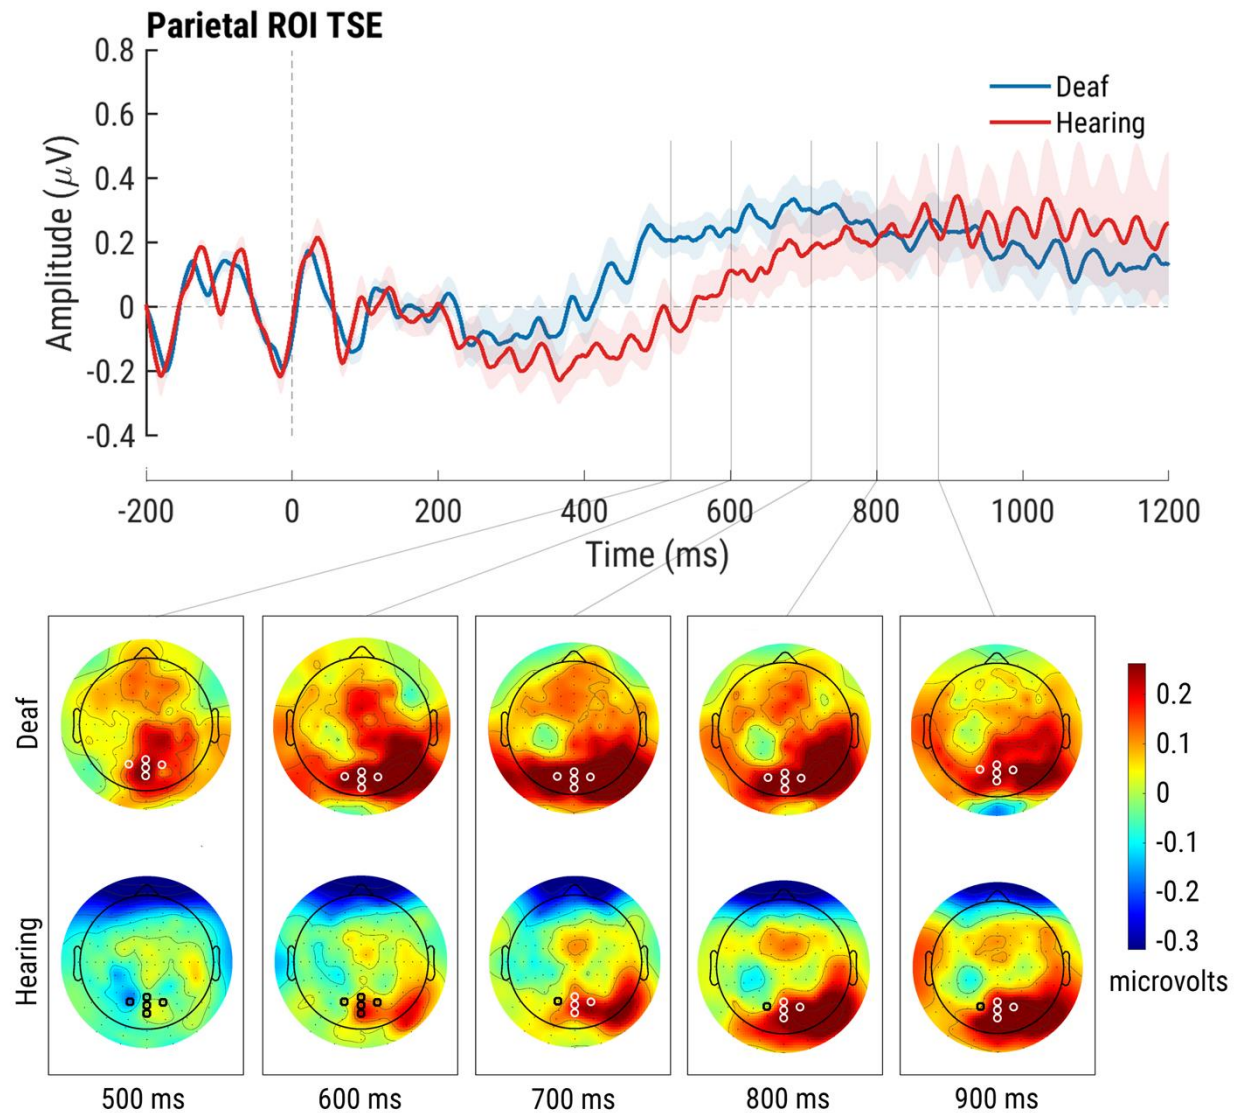 Parietal ROI TSE
Deaf
Hearing
Amplitude (μV)
0.8
0.6
0.4
0.2
0
-0.2
-0.4
-200 0 200 400 600 800 1000 1200
Time (ms)
Deaf
Hearing
0.2
0.1
0
-0.1
-0.2
-0.3
microvolts
500 ms 600 ms 700 ms 800 ms 900 ms